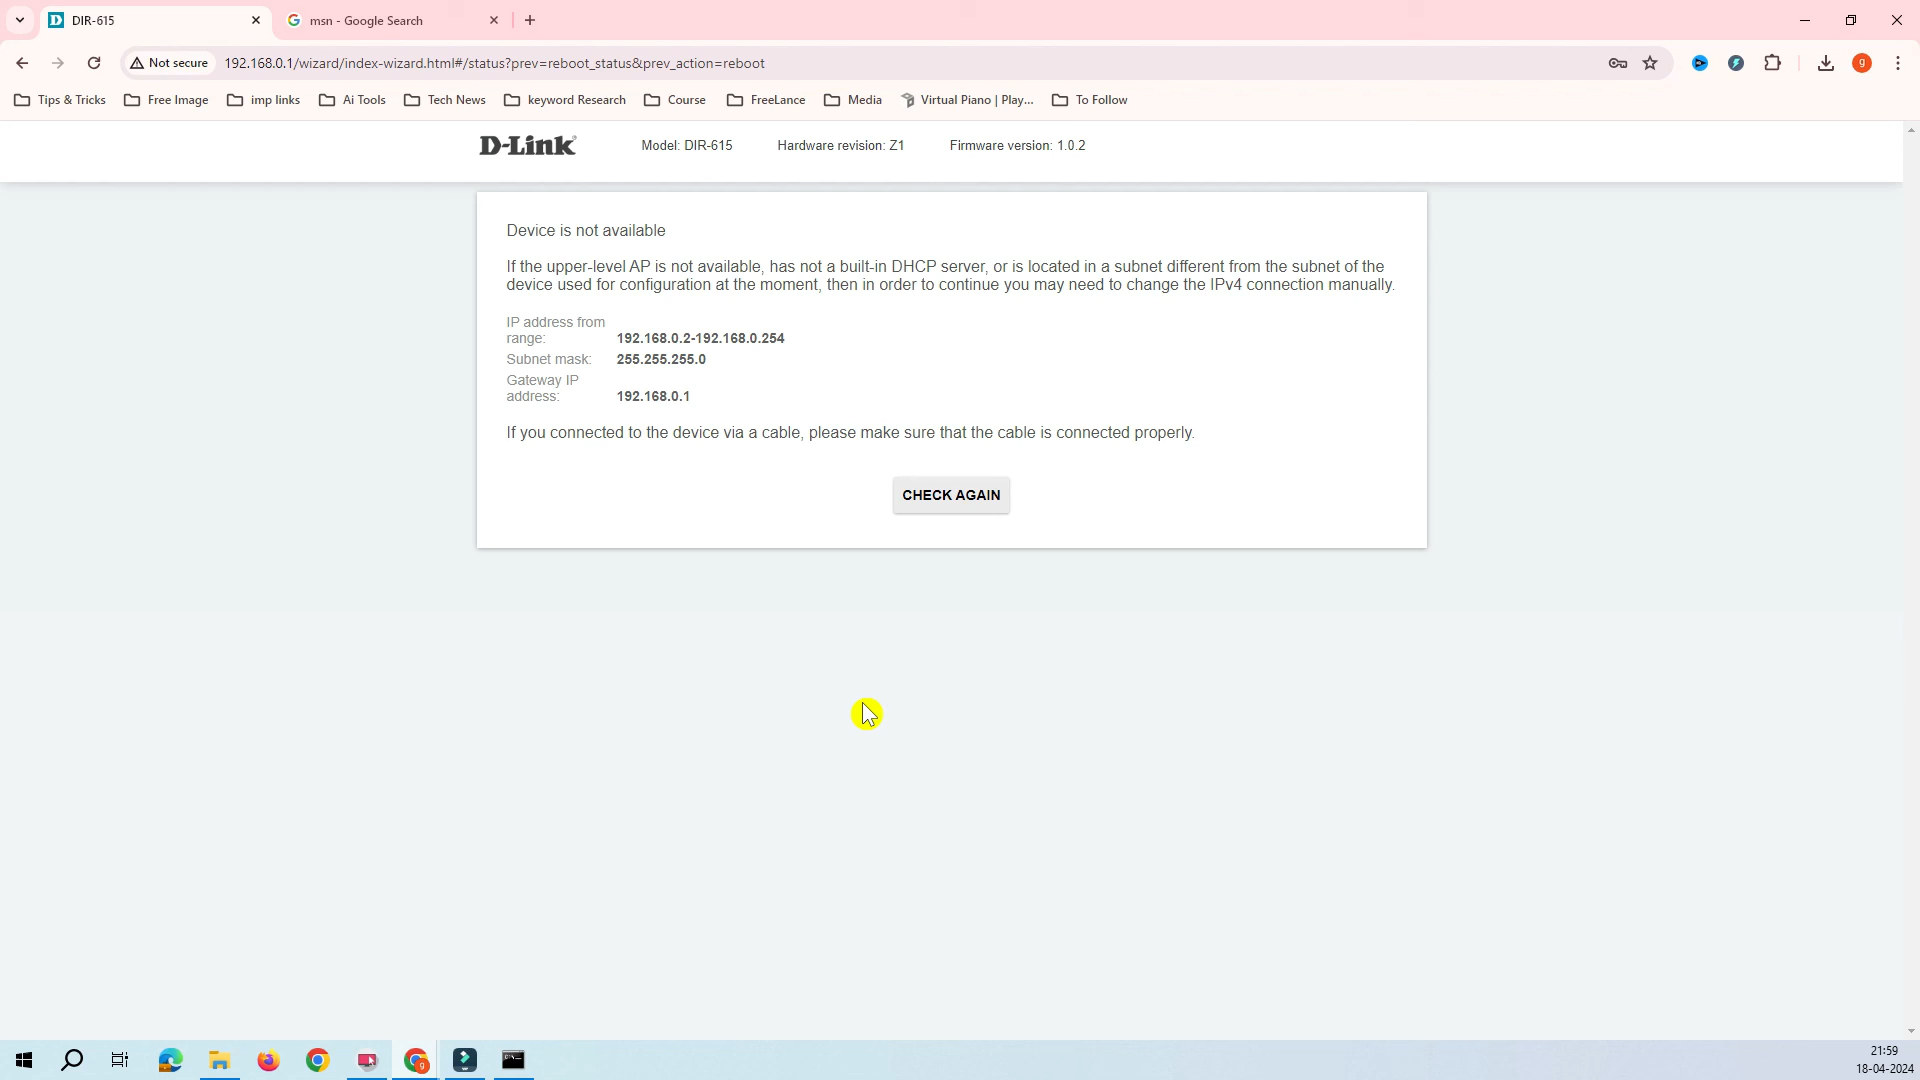 DIR-615
msn - Google Search
Not secure
192.168.0.1/wizard/index-wizard.html#/status?prev=reboot_status&prev_action=reboot
g
Tips & Tricks
Free Image
imp links
Ai Tools
Tech News
keyword Research
Course
FreeLance
Media
Virtual Piano | Play...
To Follow
D-Link
Model: DIR-615
Hardware revision: Z1
Firmware version: 1.0.2
Device is not available
If the upper-level AP is not available, has not a built-in DHCP server, or is located in a subnet different from the subnet of the
device used for configuration at the moment, then in order to continue you may need to change the IPv4 connection manually.
IP address from
range: 192.168.0.2-192.168.0.254
Subnet mask: 255.255.255.0
Gateway IP
address: 192.168.0.1
If you connected to the device via a cable, please make sure that the cable is connected properly.
CHECK AGAIN
21:59
18-04-2024